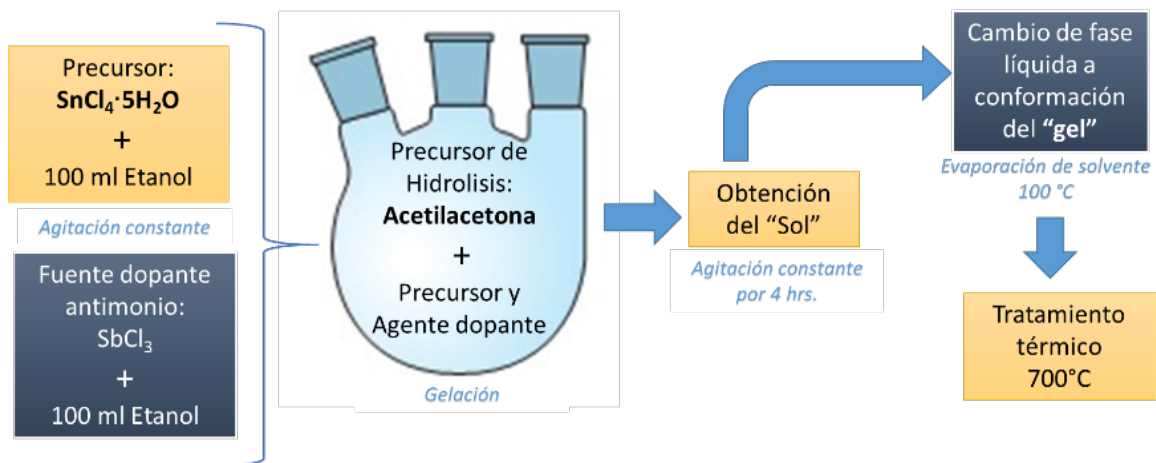 Precursor:
SnCl₄·5H₂O
+
100 ml Etanol
Agitación constante
Fuente dopante
antimonio:
SbCl₃
+
100 ml Etanol
Precursor de
Hidrolisis:
Acetilacetona
+
Precursor y
Agente dopante
Gelación
Obtención
del “Sol”
Agitación constante
por 4 hrs.
Cambio de fase
líquida a
conformación
del “gel”
Evaporación de solvente
100 °C
Tratamiento
térmico
700°C